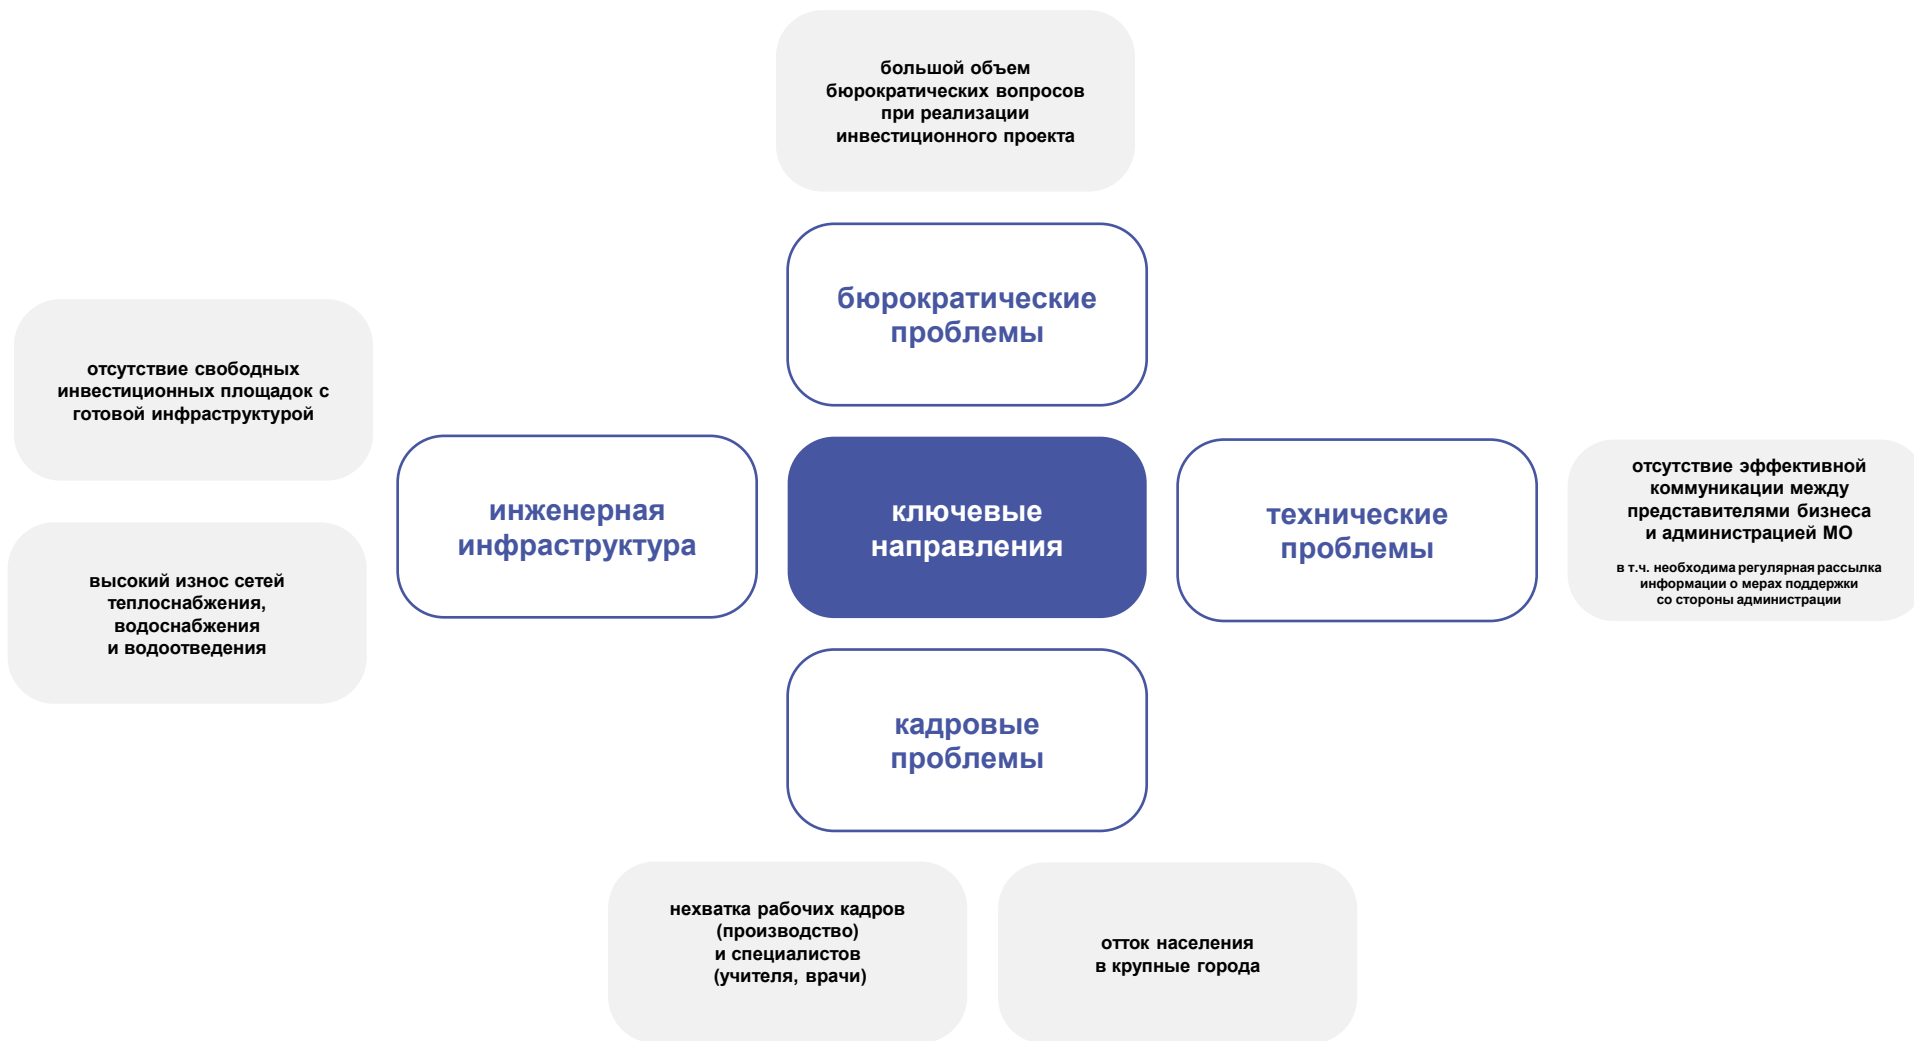 большой объем
бюрократических вопросов
при реализации
инвестиционного проекта
бюрократические
проблемы
отсутствие свободных
инвестиционных площадок с
готовой инфраструктурой
высокий износ сетей
теплоснабжения,
водоснабжения
и водоотведения
инженерная
инфраструктура
ключевые
направления
технические
проблемы
отсутствие эффективной
коммуникации между
представителями бизнеса
и администрацией МО
в т.ч. необходима регулярная рассылка
информации о мерах поддержки
со стороны администрации
кадровые
проблемы
нехватка рабочих кадров
(производство)
и специалистов
(учителя, врачи)
отток населения
в крупные города